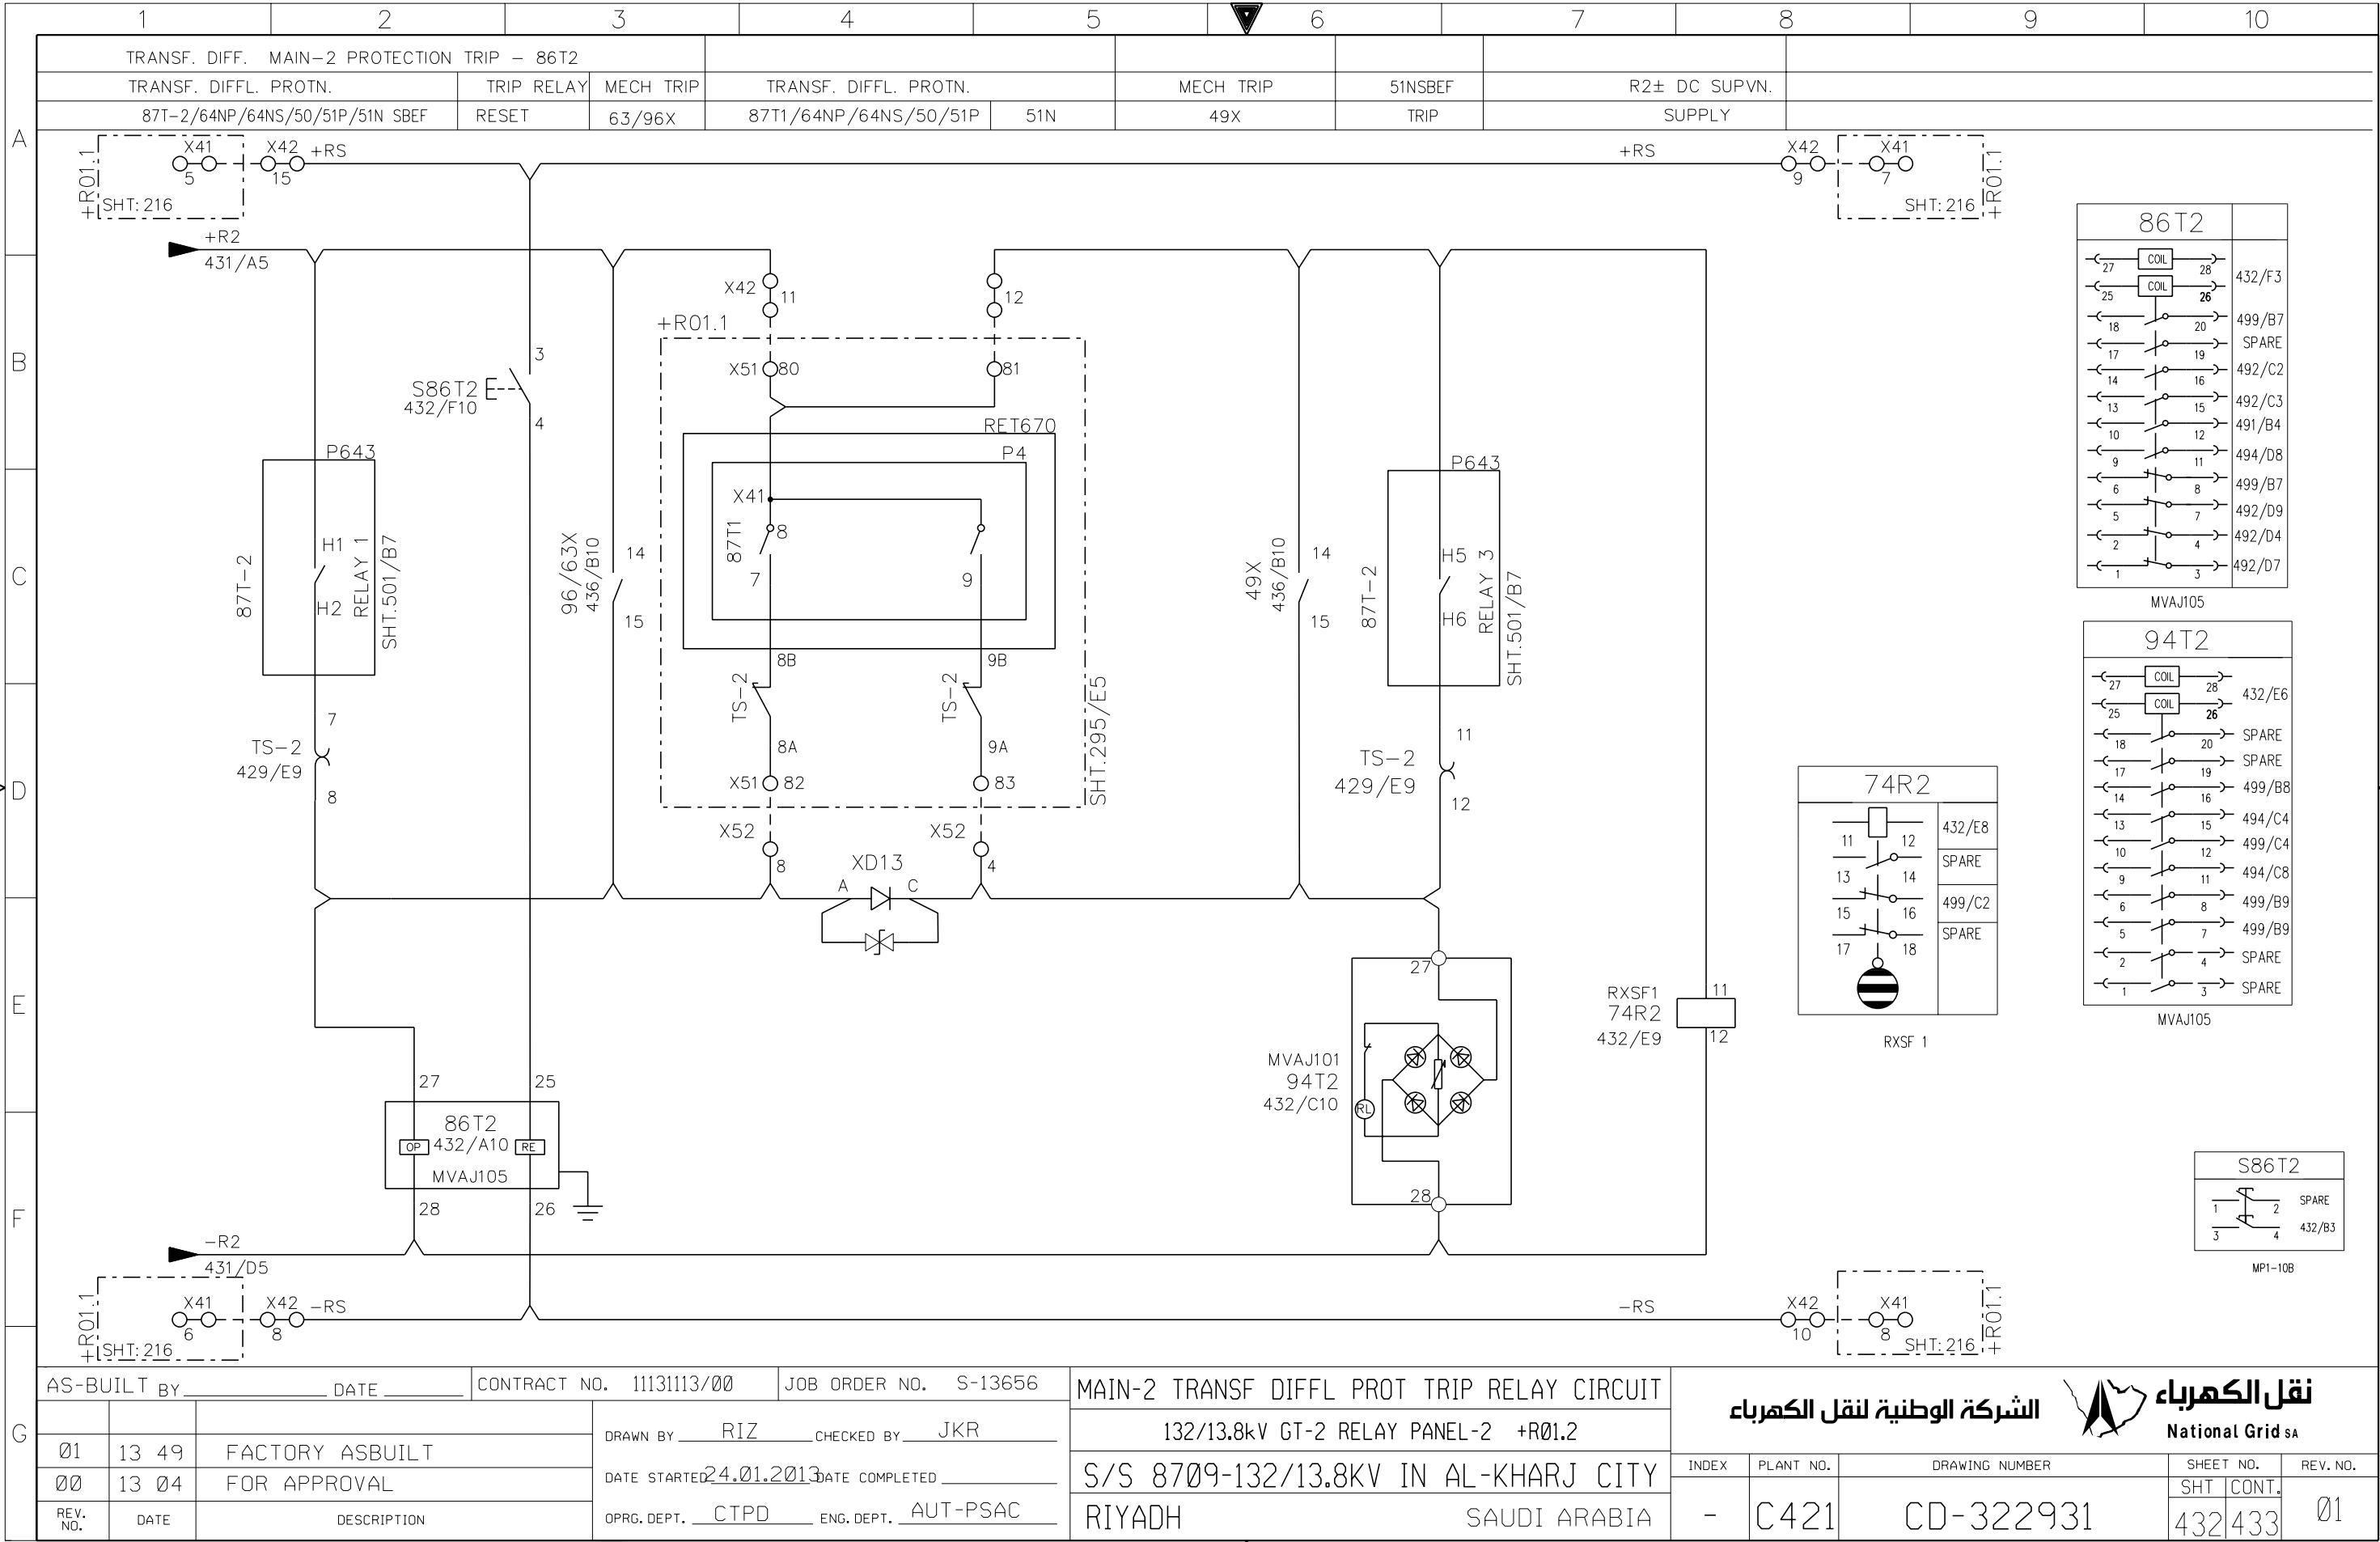 1 2 3 4 5 6 7 8 9 10
TRANSF. DIFF. MAIN-2 PROTECTION TRIP - 86T2
TRANSF. DIFFL. PROTN. TRIP RELAY MECH TRIP TRANSF. DIFFL. PROTN. MECH TRIP 51NSBEF R2± DC SUPVN.
87T-2/64NP/64NS/50/51P/51N SBEF RESET 63/96X 87T1/64NP/64NS/50/51P 51N 49X TRIP SUPPLY
A
B
C
D
E
F
G
+R01.1
X41
5
SHT:216
X42
15
+RS
+RS
X42
9
X41
7
SHT:216
+R01.1
+R2
431/A5
X42
11
12
+R01.1
X51
80
81
3
S86T2
432/F10
4
RET670
P4
X41
87T1
8
7
9
P643
87T-2
H1
H2
RELAY 1
SHT.501/B7
96/63X
436/B10
14
15
49X
436/B10
14
15
P643
87T-2
H5
H6
RELAY 3
SHT.501/B7
8B
9B
TS-2
TS-2
8A
9A
X51
82
83
SHT.295/E5
7
TS-2
429/E9
8
11
TS-2
429/E9
12
X52
8
X52
4
XD13
A
C
27
RXSF1
74R2
432/E9
11
12
MVAJ101
94T2
432/C10
RL
28
27
25
86T2
OP
432/A10
RE
MVAJ105
28
26
-R2
431/D5
+R01.1
X41
6
SHT:216
X42
8
-RS
-RS
X42
10
X41
8
SHT:216
+R01.1
86T2
27 COIL 28
432/F3
25 COIL 26
18 20 499/B7
17 19 SPARE
14 16 492/C2
13 15 492/C3
10 12 491/B4
9 11 494/D8
6 8 499/B7
5 7 492/D9
2 4 492/D4
1 3 492/D7
MVAJ105
94T2
27 COIL 28
432/E6
25 COIL 26
18 20 SPARE
17 19 SPARE
14 16 499/B8
13 15 494/C4
10 12 499/C4
9 11 494/C8
6 8 499/B9
5 7 499/B9
2 4 SPARE
1 3 SPARE
MVAJ105
74R2
11 12 432/E8
13 14 SPARE
15 16 499/C2
17 18 SPARE
RXSF 1
S86T2
1 2 SPARE
3 4 432/B3
MP1-10B
AS-BUILT BY DATE
CONTRACT NO. 11131113/00
JOB ORDER NO. S-13656
01 13 49 FACTORY ASBUILT
00 13 04 FOR APPROVAL
REV. NO. DATE DESCRIPTION
DRAWN BY RIZ CHECKED BY JKR
DATE STARTED 24.01.2013 DATE COMPLETED
OPRG. DEPT. CTPD ENG. DEPT. AUT-PSAC
MAIN-2 TRANSF DIFFL PROT TRIP RELAY CIRCUIT
132/13.8kV GT-2 RELAY PANEL-2 +R01.2
S/S 8709-132/13.8KV IN AL-KHARJ CITY
RIYADH SAUDI ARABIA
الشركة الوطنية لنقل الكهرباء
نقل الكهرباء
National Grid SA
INDEX PLANT NO. DRAWING NUMBER SHEET NO. REV. NO.
SHT CONT.
- C421 CD-322931 432 433 01